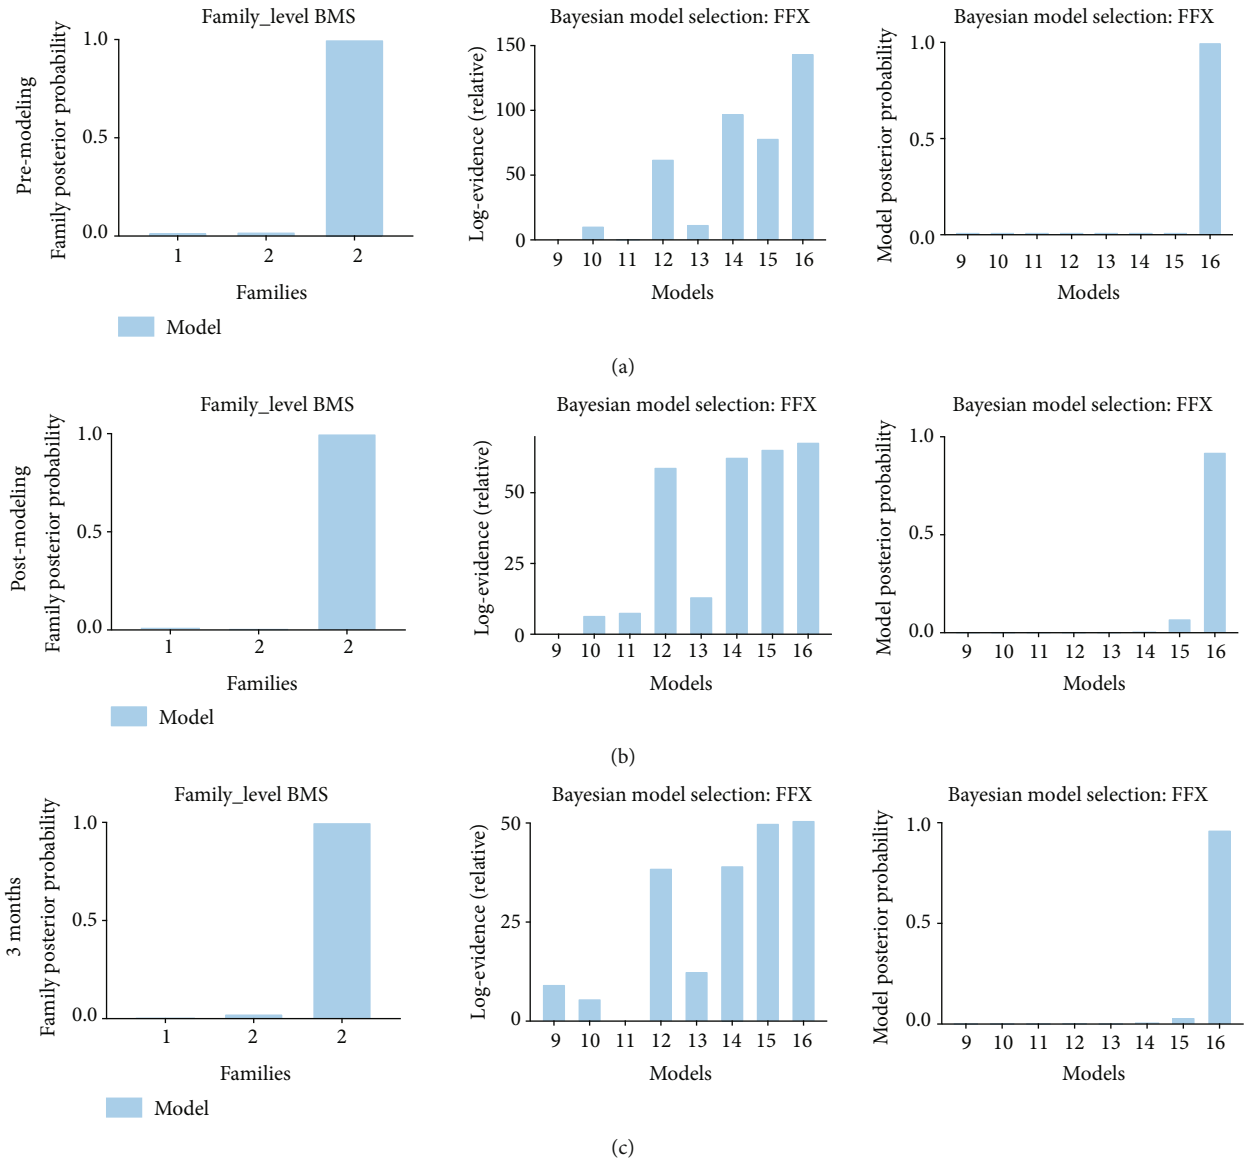 Pre-modeling
Family_level BMS
Family posterior probability
1.0
0.5
0.0
1 2 2
Families
Model
Bayesian model selection: FFX
Log-evidence (relative)
150
100
50
0
9 10 11 12 13 14 15 16
Models
Bayesian model selection: FFX
Model posterior probability
1.0
0.5
0.0
9 10 11 12 13 14 15 16
Models
(a)
Post-modeling
Family_level BMS
Family posterior probability
1.0
0.5
0.0
1 2 2
Families
Model
Bayesian model selection: FFX
Log-evidence (relative)
50
25
0
9 10 11 12 13 14 15 16
Models
Bayesian model selection: FFX
Model posterior probability
1.0
0.5
0.0
9 10 11 12 13 14 15 16
Models
(b)
3 months
Family_level BMS
Family posterior probability
1.0
0.5
0.0
1 2 2
Families
Model
Bayesian model selection: FFX
Log-evidence (relative)
50
25
0
9 10 11 12 13 14 15 16
Models
Bayesian model selection: FFX
Model posterior probability
1.0
0.5
0.0
9 10 11 12 13 14 15 16
Models
(c)